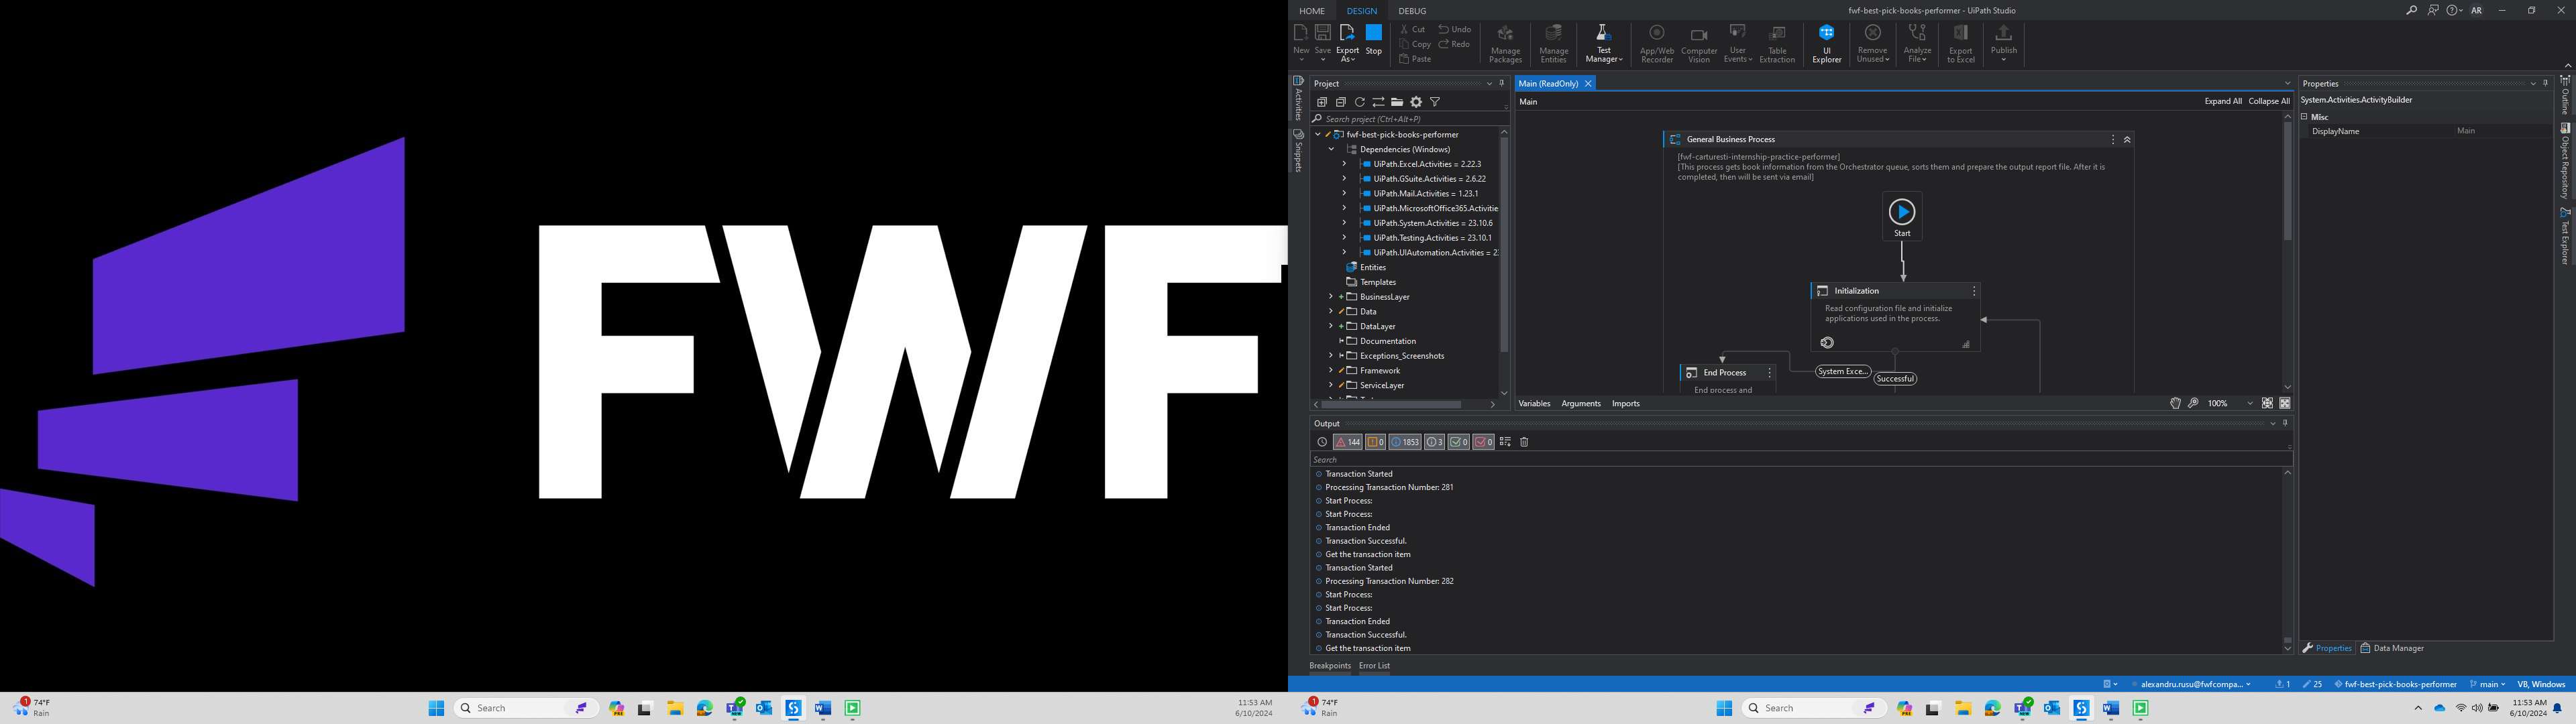 FWF
1
74°F
Rain
Search
PRE
NEW
11:53 AM
6/10/2024
HOME
DESIGN
DEBUG
fwf-best-pick-books-performer - UiPath Studio
AR
New
Save
Export
As
Stop
Cut
Copy
Paste
Undo
Redo
Manage
Packages
Manage
Entities
Test
Manager
App/Web
Recorder
Computer
Vision
User
Events
Table
Extraction
UI
Explorer
Remove
Unused
Analyze
File
Export
to Excel
Publish
Activities
Snippets
Project
Search project (Ctrl+Alt+P)
fwf-best-pick-books-performer
Dependencies (Windows)
UiPath.Excel.Activities = 2.22.3
UiPath.GSuite.Activities = 2.6.22
UiPath.Mail.Activities = 1.23.1
UiPath.MicrosoftOffice365.Activitie
UiPath.System.Activities = 23.10.6
UiPath.Testing.Activities = 23.10.1
UiPath.UIAutomation.Activities = 2
Entities
Templates
BusinessLayer
Data
DataLayer
Documentation
Exceptions_Screenshots
Framework
ServiceLayer
Main (ReadOnly)
Main
Expand All
Collapse All
General Business Process
[fwf-carturesti-internship-practice-performer]
[This process gets book information from the Orchestrator queue, sorts them and prepare the output report file. After it is
completed, then will be sent via email]
Start
Initialization
Read configuration file and initialize
applications used in the process.
End Process
End process and
System Exce...
Successful
Variables
Arguments
Imports
100%
Output
144
0
1853
3
0
0
Search
Transaction Started
Processing Transaction Number: 281
Start Process:
Start Process:
Transaction Ended
Transaction Successful.
Get the transaction item
Transaction Started
Processing Transaction Number: 282
Start Process:
Start Process:
Transaction Ended
Transaction Successful.
Get the transaction item
Breakpoints
Error List
Properties
System.Activities.ActivityBuilder
Misc
DisplayName
Main
Outline
Object Repository
Test Explorer
Properties
Data Manager
alexandru.rusu@fwfcompa...
1
25
fwf-best-pick-books-performer
main
VB, Windows
1
74°F
Rain
Search
PRE
NEW
11:53 AM
6/10/2024